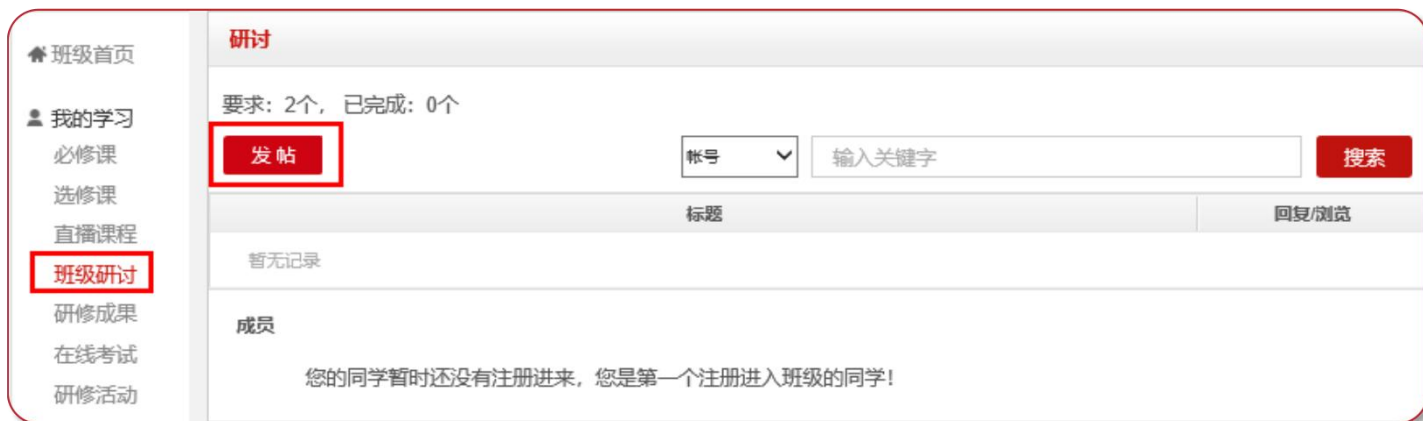 班级首页
我的学习
必修课
选修课
直播课程
班级研讨
研修成果
在线考试
研修活动
研讨
要求：2个， 已完成：0个
发帖
帐号
输入关键字
搜索
标题
回复/浏览
暂无记录
成员
您的同学暂时还没有注册进来，您是第一个注册进入班级的同学！